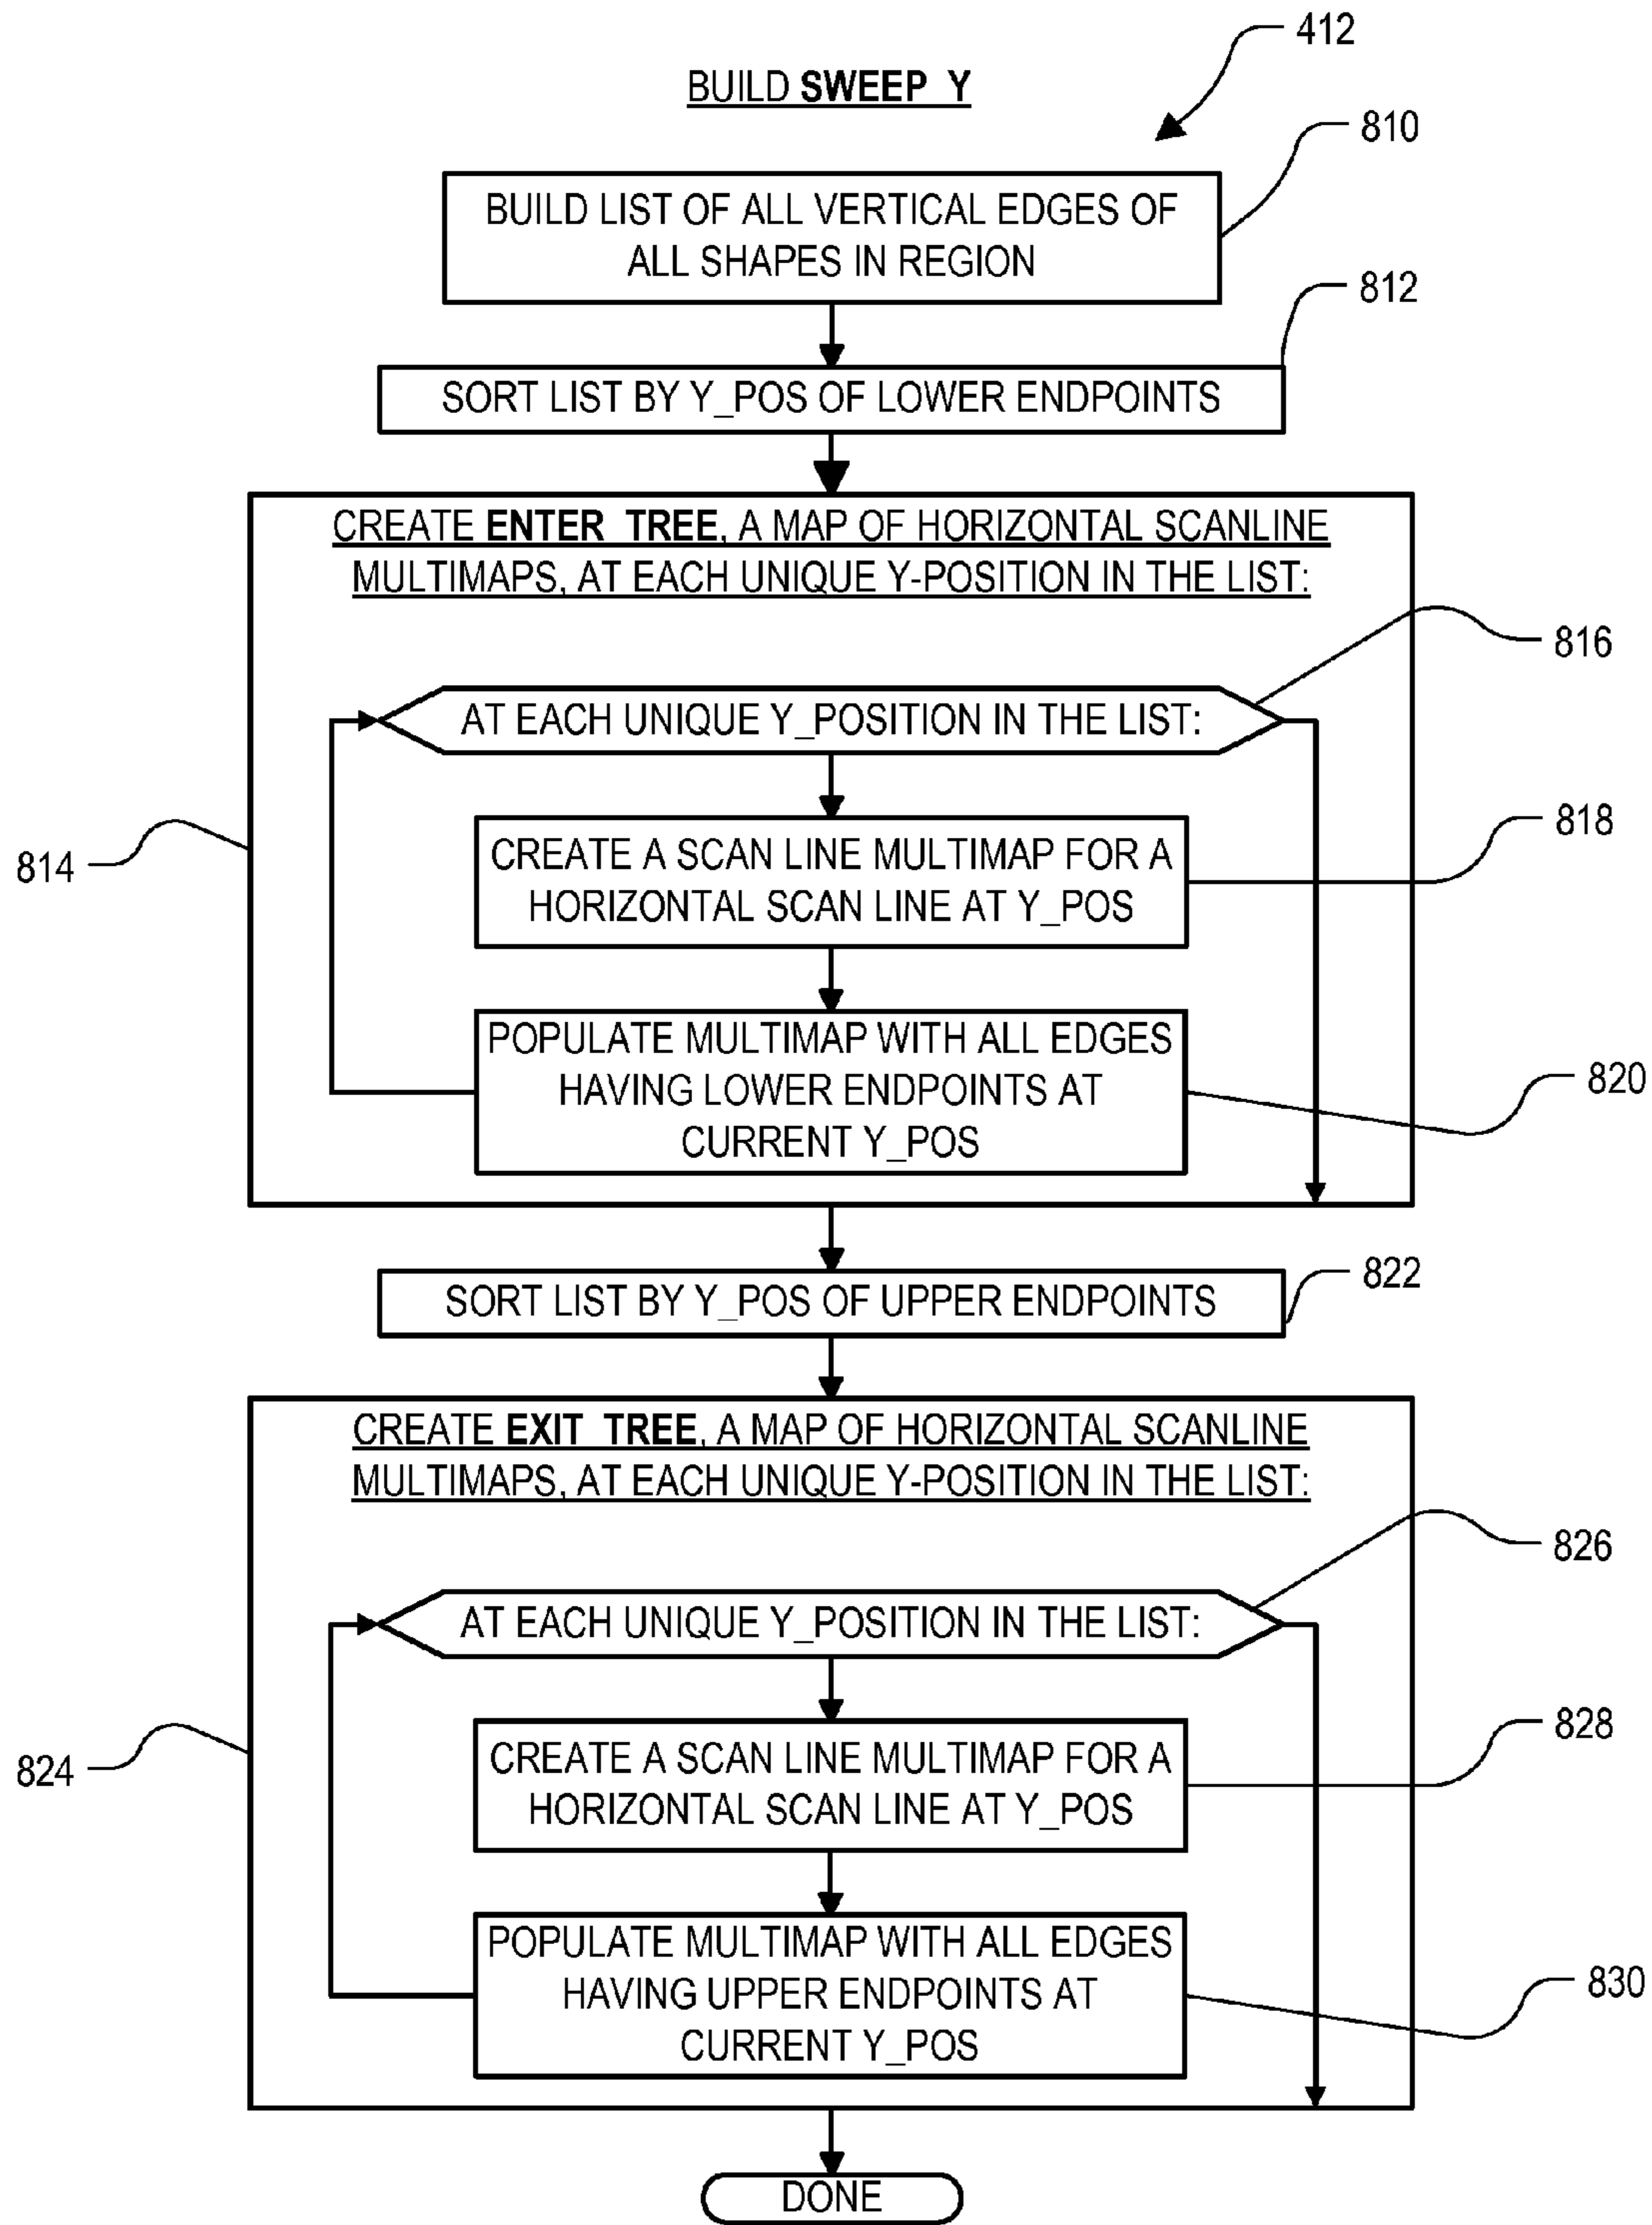 412
BUILD SWEEP_Y
810
BUILD LIST OF ALL VERTICAL EDGES OF
ALL SHAPES IN REGION
812
SORT LIST BY Y_POS OF LOWER ENDPOINTS
CREATE ENTER_TREE, A MAP OF HORIZONTAL SCANLINE
MULTIMAPS, AT EACH UNIQUE Y-POSITION IN THE LIST:
816
AT EACH UNIQUE Y_POSITION IN THE LIST:
818
814
CREATE A SCAN LINE MULTIMAP FOR A
HORIZONTAL SCAN LINE AT Y_POS
POPULATE MULTIMAP WITH ALL EDGES
HAVING LOWER ENDPOINTS AT
CURRENT Y_POS
820
822
SORT LIST BY Y_POS OF UPPER ENDPOINTS
CREATE EXIT_TREE, A MAP OF HORIZONTAL SCANLINE
MULTIMAPS, AT EACH UNIQUE Y-POSITION IN THE LIST:
826
AT EACH UNIQUE Y_POSITION IN THE LIST:
828
824
CREATE A SCAN LINE MULTIMAP FOR A
HORIZONTAL SCAN LINE AT Y_POS
POPULATE MULTIMAP WITH ALL EDGES
HAVING UPPER ENDPOINTS AT
CURRENT Y_POS
830
DONE